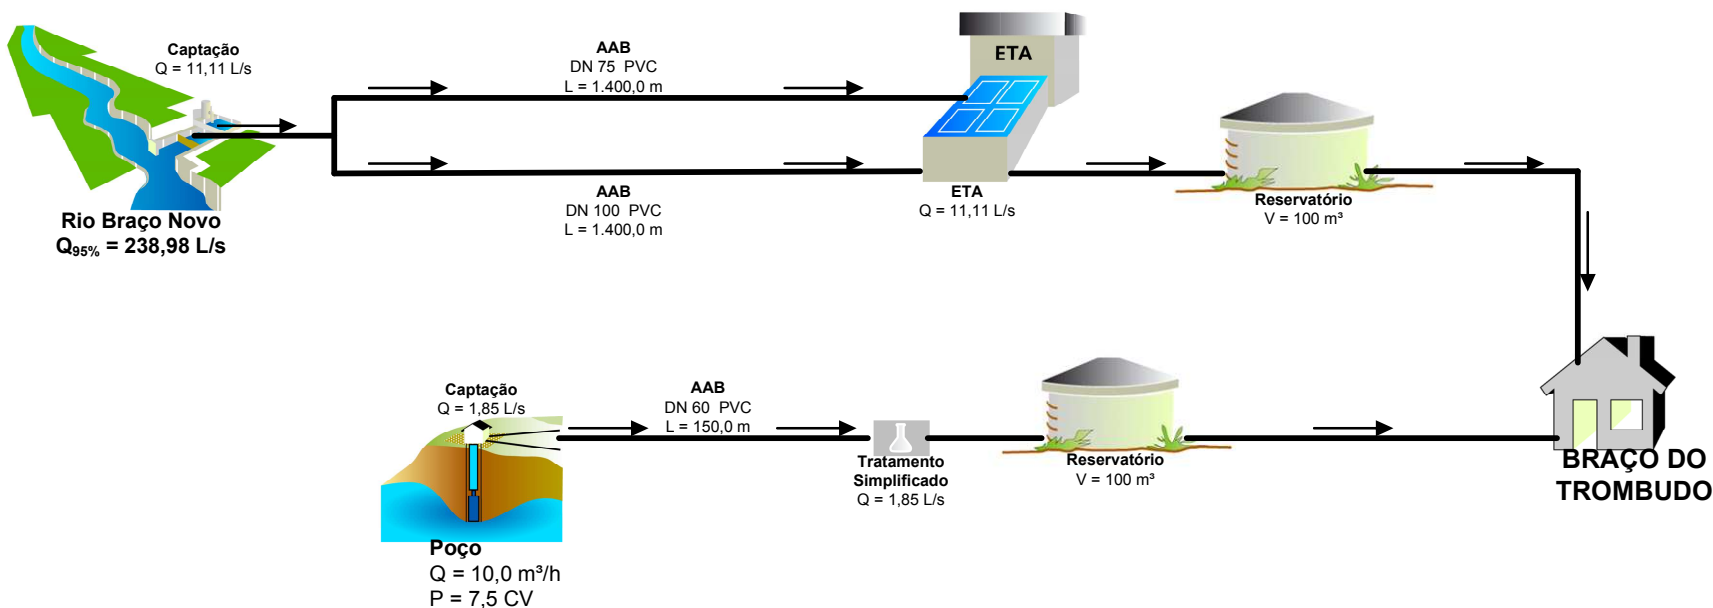 Captação
Q = 11,11 L/s
AAB
DN 75  PVC
L = 1.400,0 m
ETA
AAB
DN 100  PVC
L = 1.400,0 m
ETA
Q = 11,11 L/s
Reservatório
V = 100 m³
Rio Braço Novo
Q95% = 238,98 L/s
Captação
Q = 1,85 L/s
AAB
DN 60  PVC
L = 150,0 m
Tratamento
Simplificado
Q = 1,85 L/s
Reservatório
V = 100 m³
BRAÇO DO
TROMBUDO
Poço
Q = 10,0 m³/h
P = 7,5 CV